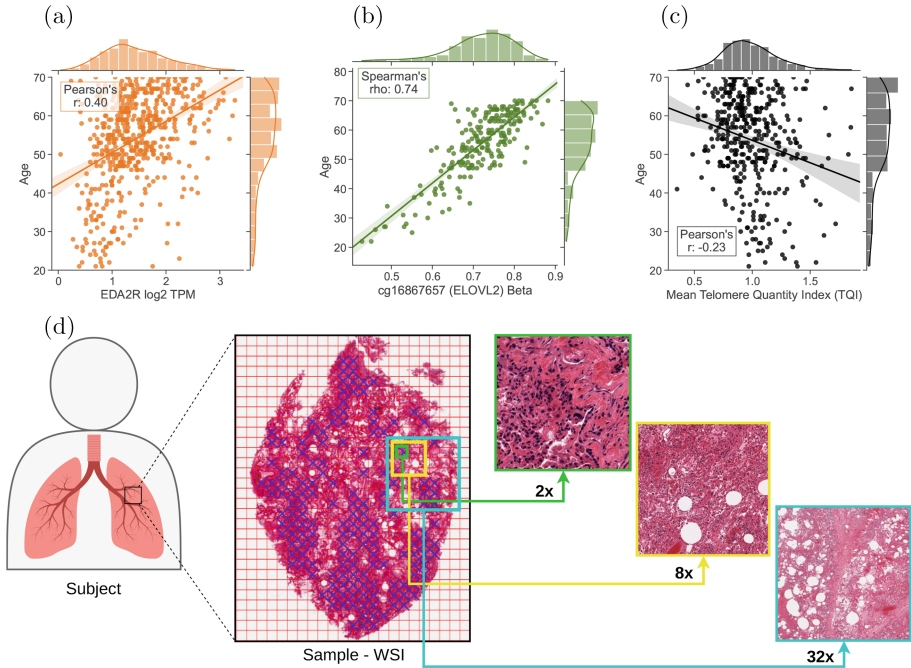 (a)
(b)
(c)
Pearson's
r: 0.40
Age
70
60
50
40
30
20
0
1
2
3
EDA2R log2 TPM
Spearman's
rho: 0.74
Age
80
70
60
50
40
30
20
0.5
0.6
0.7
0.8
0.9
cg16867657 (ELOVL2) Beta
Pearson's
r: -0.23
Age
70
60
50
40
30
20
0.5
1.0
1.5
Mean Telomere Quantity Index (TQI)
(d)
Subject
Sample - WSI
2x
8x
32x